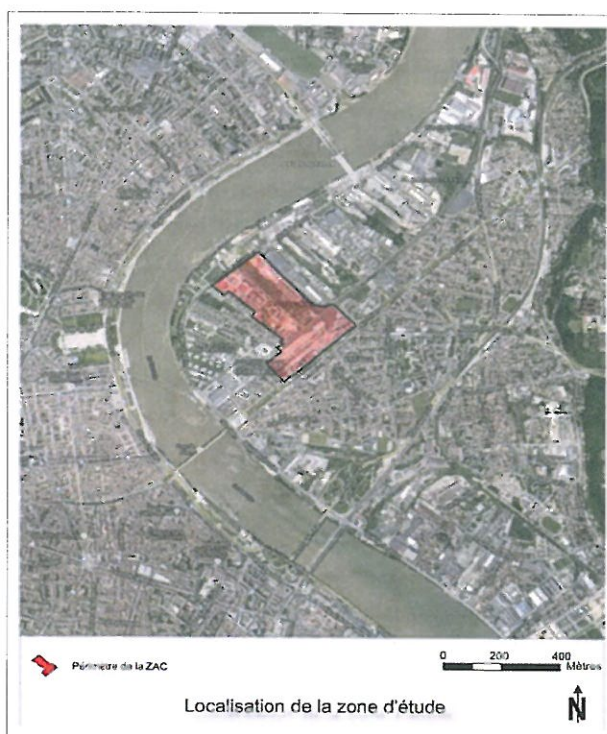 Périmètre de la ZAC
0 200 400
Mètres
Localisation de la zone d'étude
N